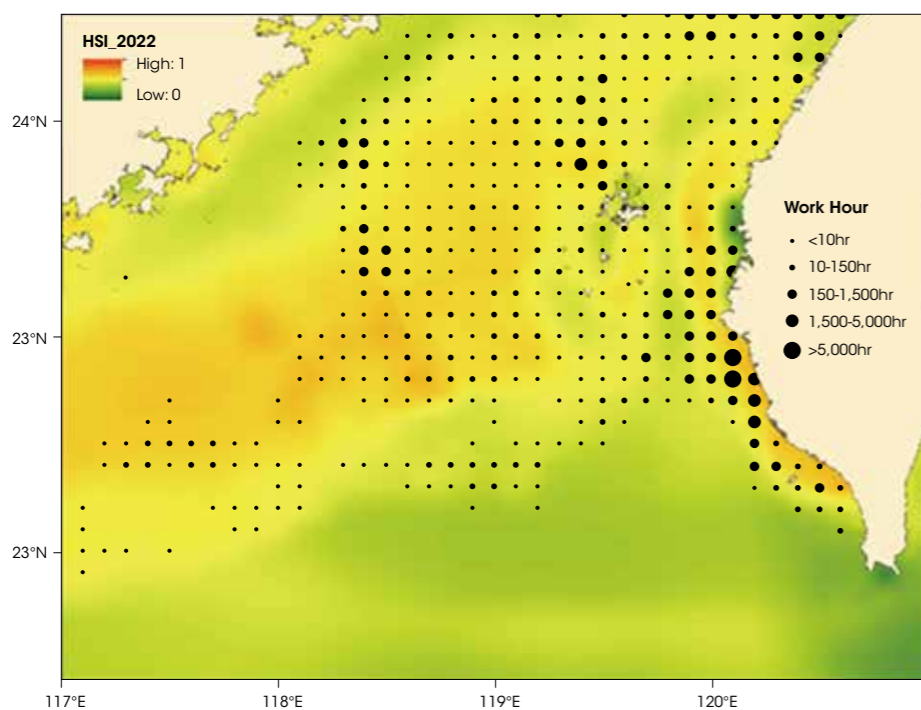 HSI_2022
High: 1
Low: 0
24°N
23°N
23°N
Work Hour
<10hr
10-150hr
150-1,500hr
1,500-5,000hr
>5,000hr
117°E
118°E
119°E
120°E